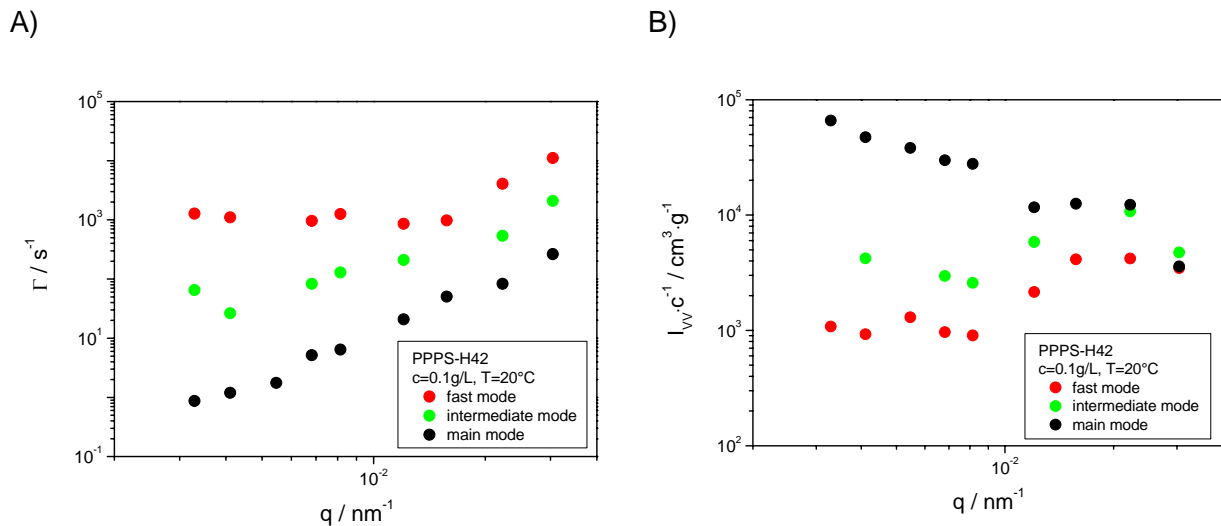 A)
B)
10^5
10^3
10^1
10^-1
Γ / s^-1
10^-2
q / nm^-1
PPPS-H42
c=0.1g/L, T=20°C
fast mode
intermediate mode
main mode
10^5
10^4
10^3
10^2
I_VV·c^-1 / cm^3·g^-1
10^-2
q / nm^-1
PPPS-H42
c=0.1g/L, T=20°C
fast mode
intermediate mode
main mode